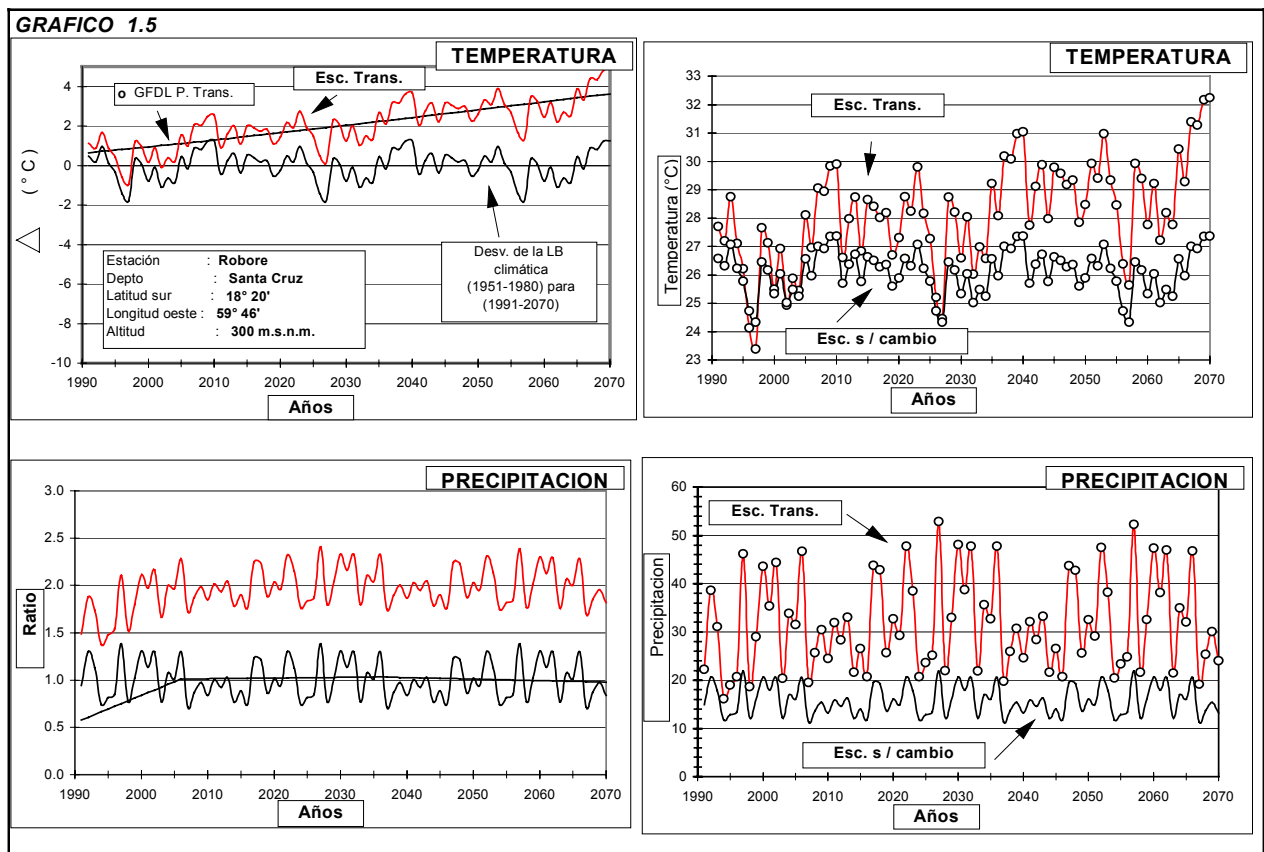 GRAFICO 1.5
TEMPERATURA
o GFDL P. Trans.
Esc. Trans.
( ° C )
4
2
0
-2
-4
-6
-8
-10
Desv. de la LB
climática
(1951-1980) para
(1991-2070)
Estación : Robore
Depto : Santa Cruz
Latitud sur : 18° 20'
Longitud oeste : 59° 46'
Altitud : 300 m.s.n.m.
1990 2000 2010 2020 2030 2040 2050 2060 2070
Años
TEMPERATURA
Temperatura (°C)
33
32
31
30
29
28
27
26
25
24
23
Esc. Trans.
Esc. s / cambio
1990 2000 2010 2020 2030 2040 2050 2060 2070
Años
PRECIPITACION
Ratio
3.0
2.5
2.0
1.5
1.0
0.5
0.0
1990 2000 2010 2020 2030 2040 2050 2060 2070
Años
PRECIPITACION
Precipitacion
60
50
40
30
20
10
0
Esc. Trans.
Esc. s / cambio
1990 2000 2010 2020 2030 2040 2050 2060 2070
Años